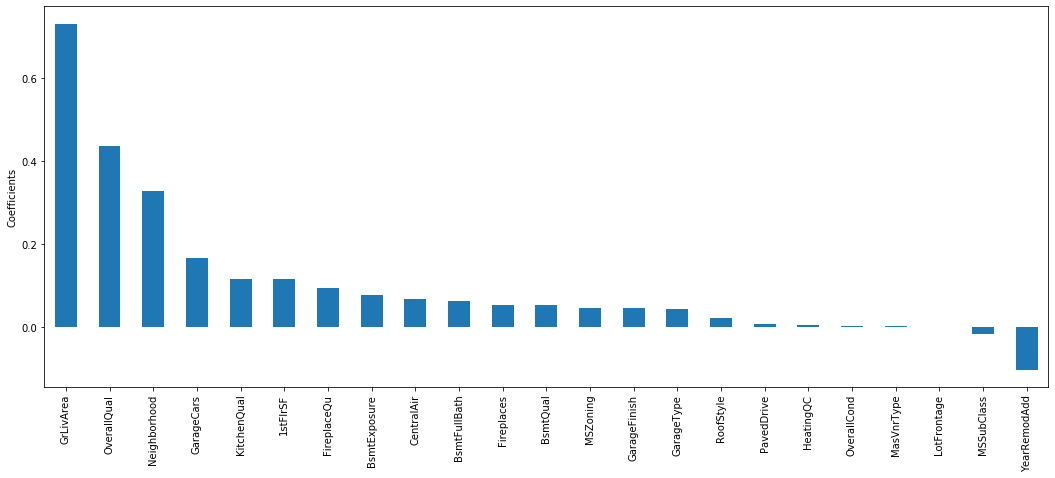 0.6
0.4
0.2
0.0
Coefficients
GrLivArea
OverallQual
Neighborhood
GarageCars
KitchenQual
1stFlrSF
FireplaceQu
BsmtExposure
CentralAir
BsmtFullBath
Fireplaces
BsmtQual
MSZoning
GarageFinish
GarageType
RoofStyle
PavedDrive
HeatingQC
OverallCond
MasVnrType
LotFrontage
MSSubClass
YearRemodAdd